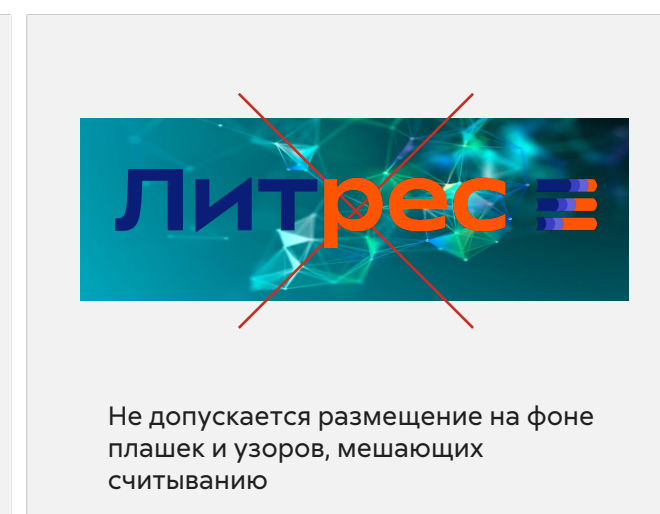 Литрес
Не допускается размещение на фоне
плашек и узоров, мешающих
считыванию